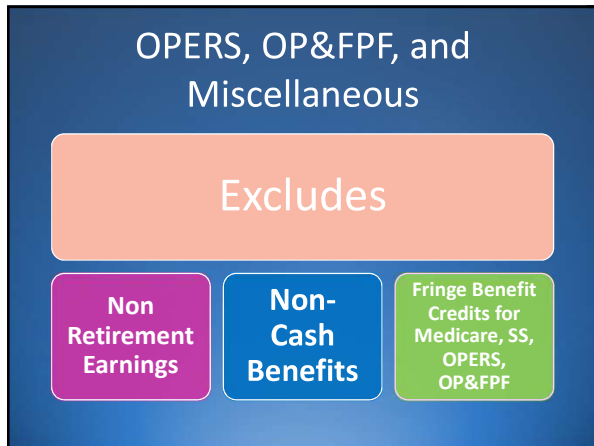 OPERS, OP&FPF, and
Miscellaneous
Excludes
Non
Retirement
Earnings
Non-
Cash
Benefits
Fringe Benefit
Credits for
Medicare, SS,
OPERS,
OP&FPF